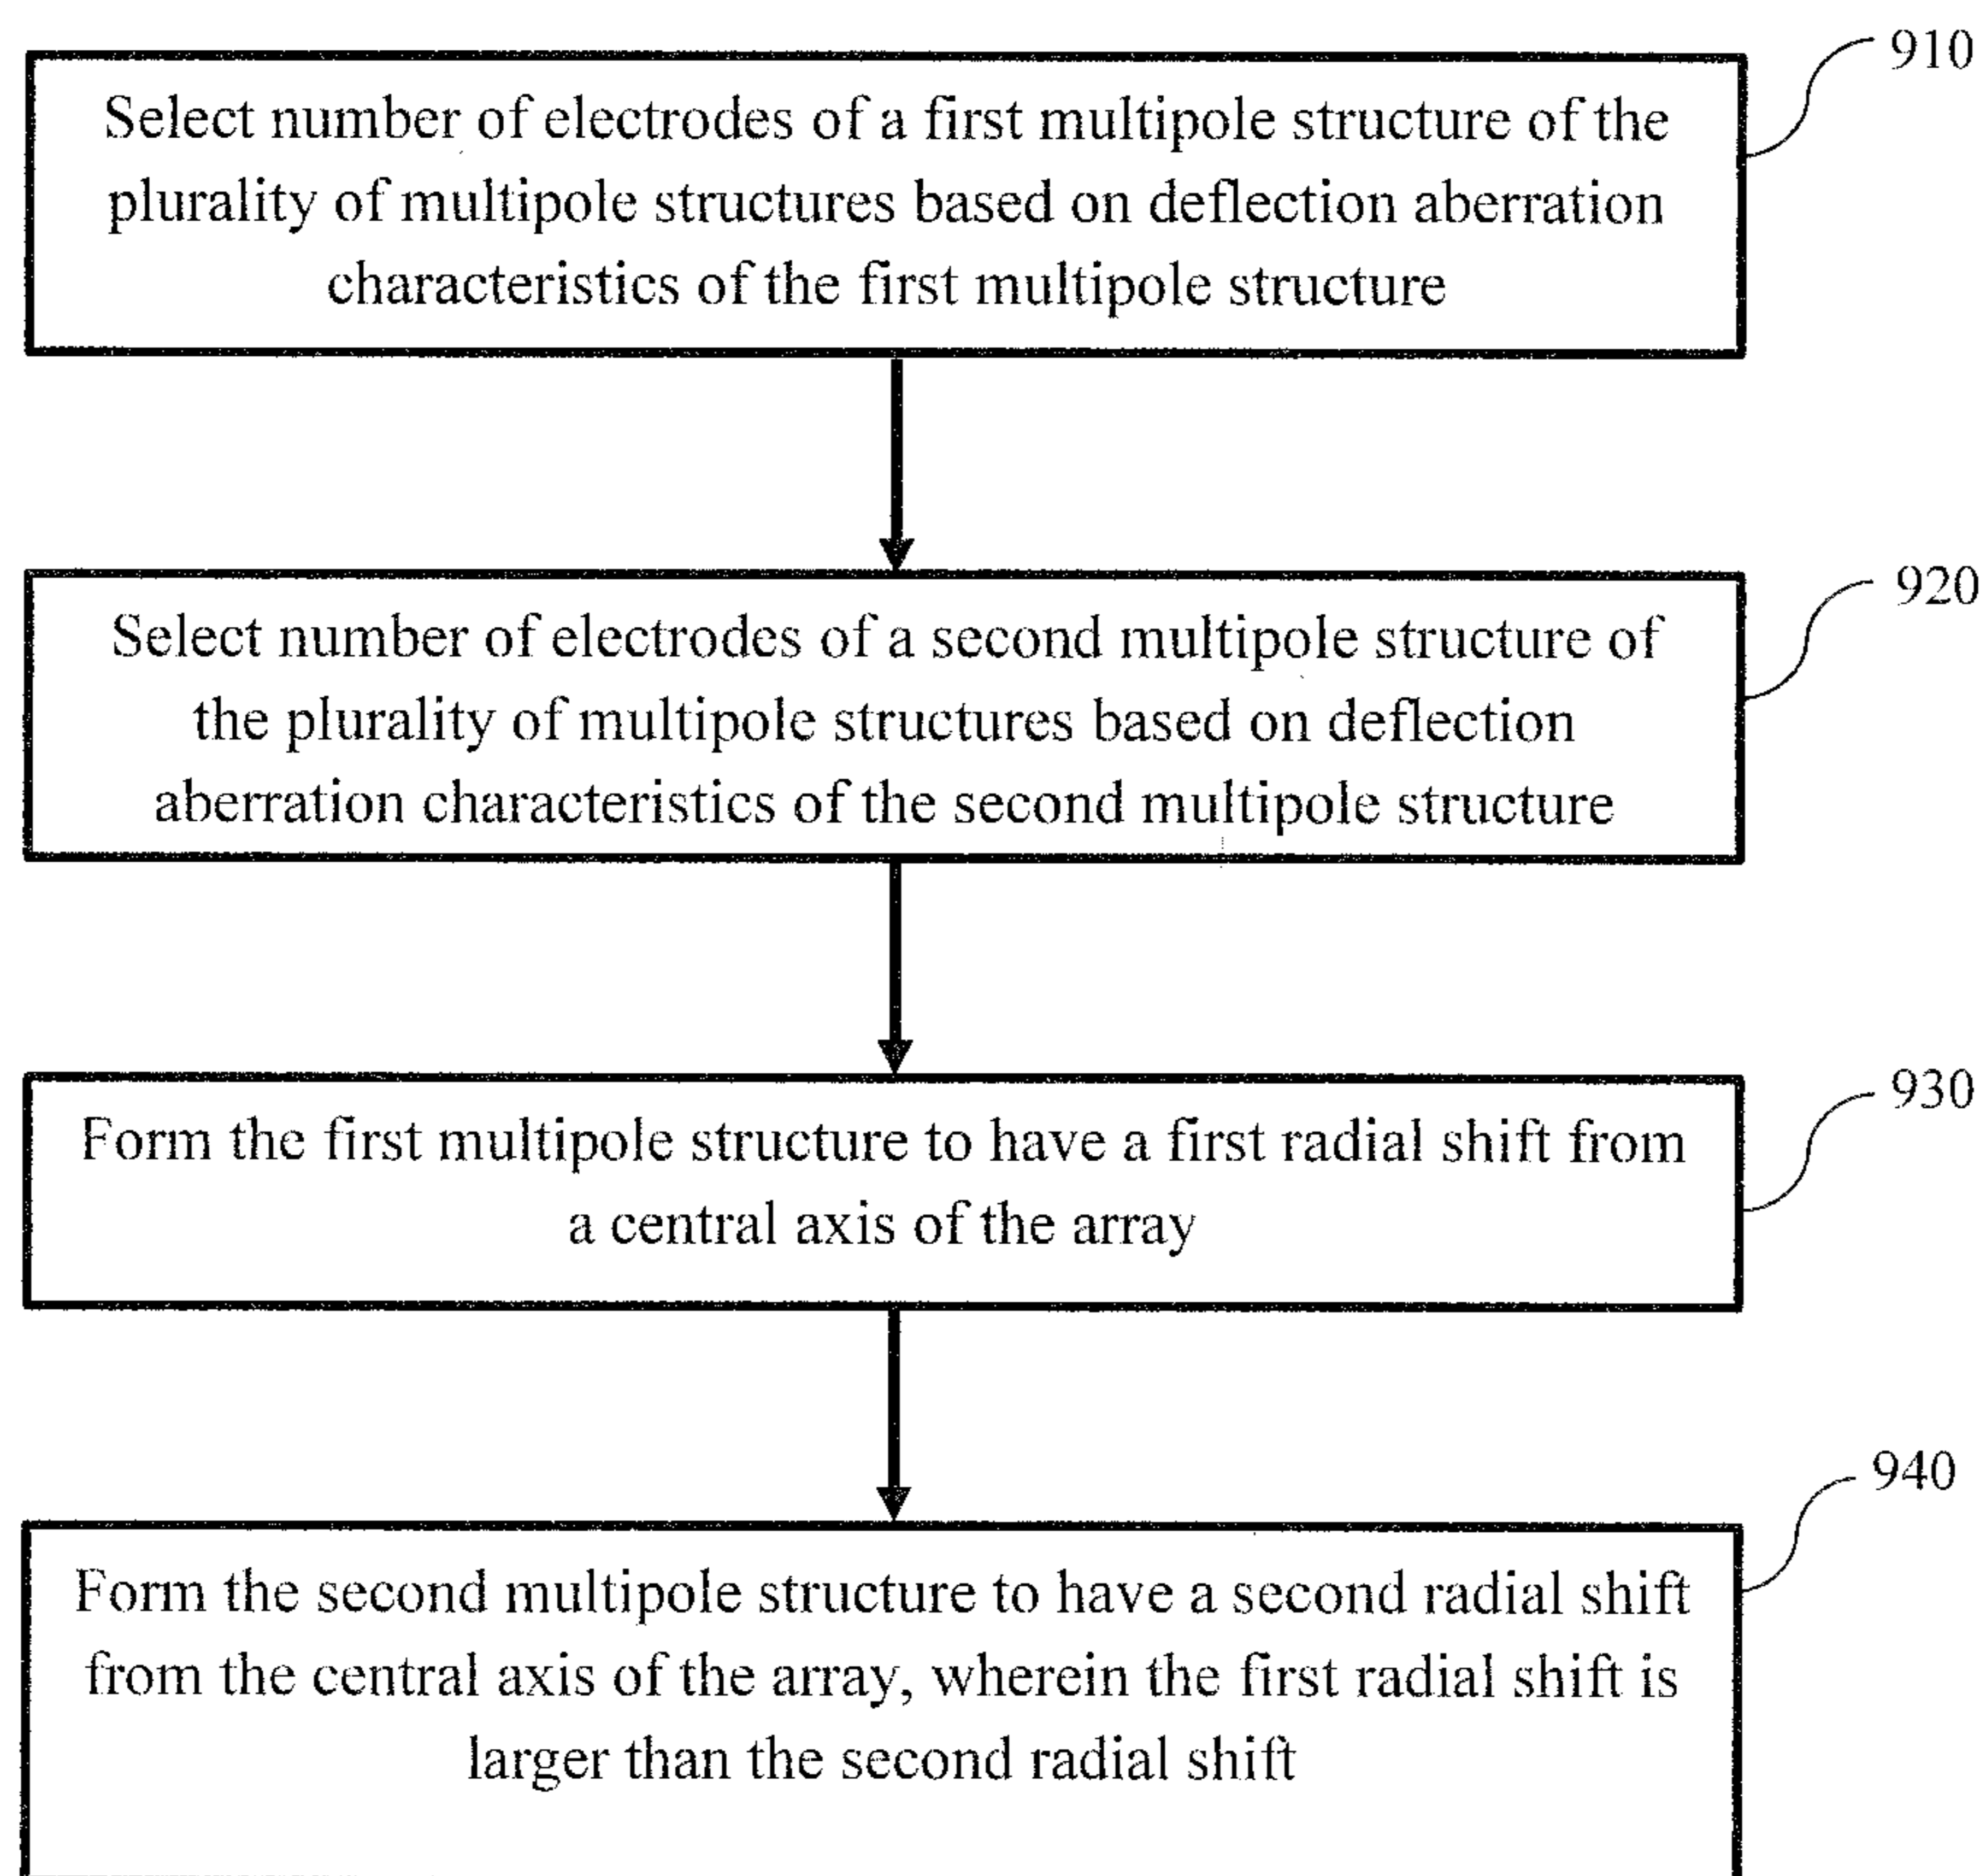 910
Select number of electrodes of a first multipole structure of the
plurality of multipole structures based on deflection aberration
characteristics of the first multipole structure
920
Select number of electrodes of a second multipole structure of
the plurality of multipole structures based on deflection
aberration characteristics of the second multipole structure
930
Form the first multipole structure to have a first radial shift from
a central axis of the array
940
Form the second multipole structure to have a second radial shift
from the central axis of the array, wherein the first radial shift is
larger than the second radial shift